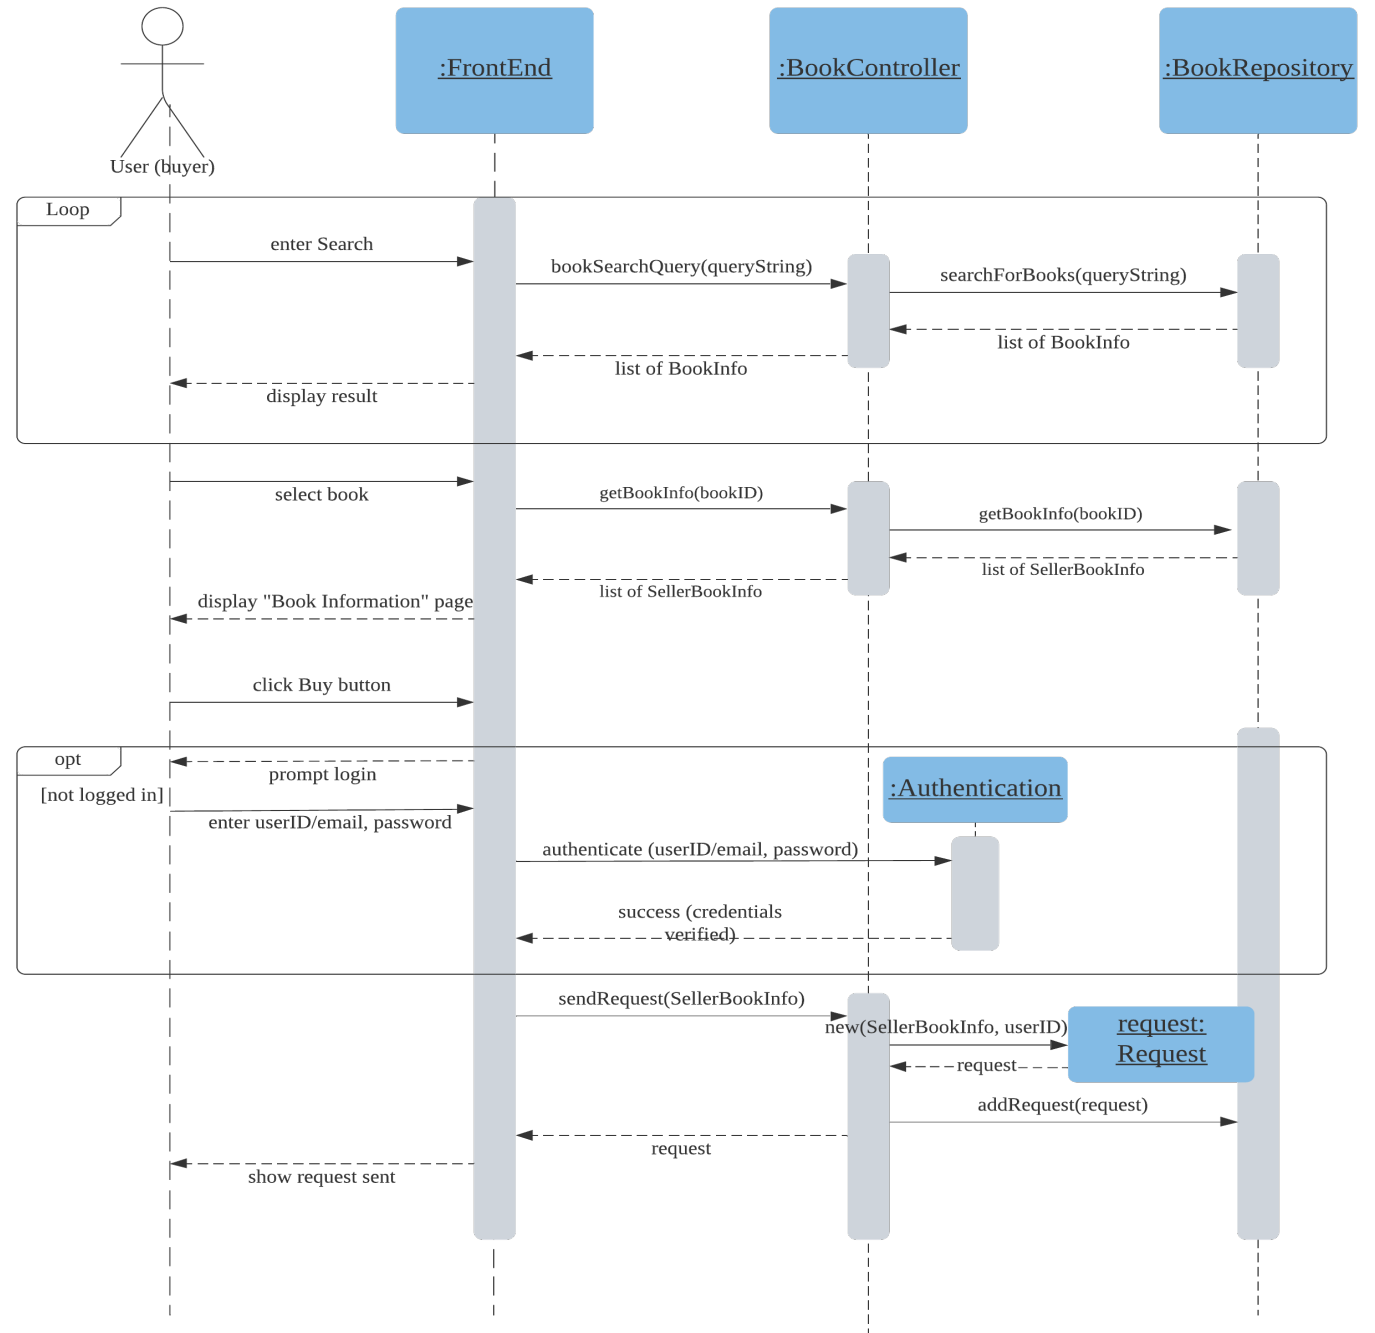 :FrontEnd
:BookController
:BookRepository
User (buyer)
Loop
enter Search
bookSearchQuery(queryString)
searchForBooks(queryString)
list of BookInfo
list of BookInfo
display result
select book
getBookInfo(bookID)
getBookInfo(bookID)
list of SellerBookInfo
list of SellerBookInfo
display "Book Information" page
click Buy button
opt
prompt login
[not logged in]
:Authentication
enter userID/email, password
authenticate (userID/email, password)
success (credentials
verified)
sendRequest(SellerBookInfo)
new(SellerBookInfo, userID)
request:
Request
request
addRequest(request)
request
show request sent